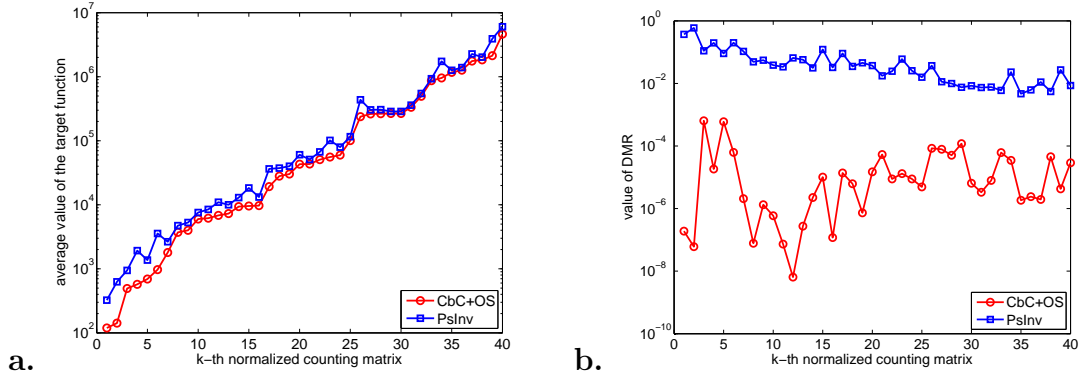 average value of the target function
10^7
10^6
10^5
10^4
10^3
10^2
0 5 10 15 20 25 30 35 40
k−th normalized counting matrix
CbC+OS
PsInv
a.
value of DMR
10^0
10^−2
10^−4
10^−6
10^−8
10^−10
0 5 10 15 20 25 30 35 40
k−th normalized counting matrix
CbC+OS
PsInv
b.